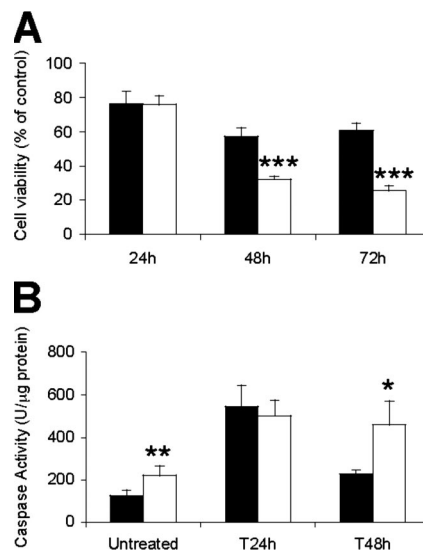 A
Cell viability (% of control)
100
80
60
40
20
0
***
***
24h 48h 72h
B
Caspase Activity (U/µg protein)
800
600
400
200
0
**
*
Untreated T24h T48h